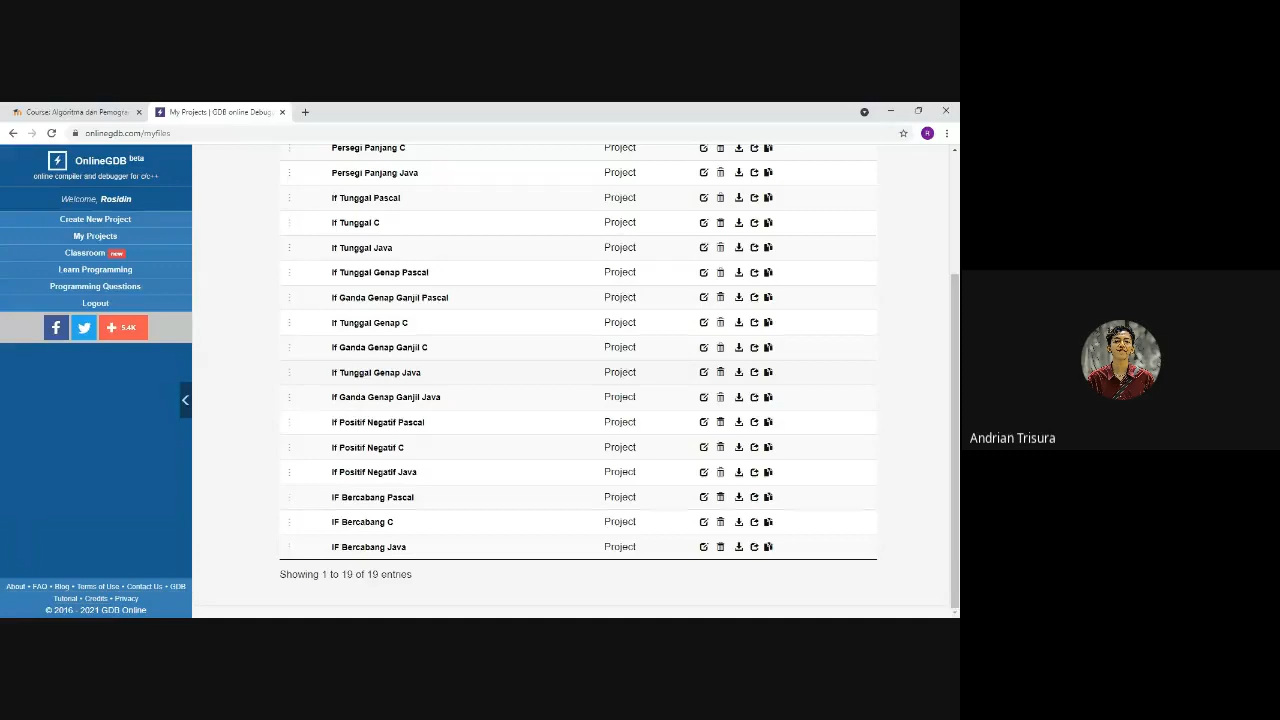 Course: Algoritma dan Pemogra
My Projects | GDB online Debug
onlinegdb.com/myfiles
R
OnlineGDB beta
online compiler and debugger for c/c++
Welcome, Rosidin
Create New Project
My Projects
Classroom new
Learn Programming
Programming Questions
Logout
5.4K
About • FAQ • Blog • Terms of Use • Contact Us • GDB
Tutorial • Credits • Privacy
© 2016 - 2021 GDB Online
Persegi Panjang C Project
Persegi Panjang Java Project
If Tunggal Pascal Project
If Tunggal C Project
If Tunggal Java Project
If Tunggal Genap Pascal Project
If Ganda Genap Ganjil Pascal Project
If Tunggal Genap C Project
If Ganda Genap Ganjil C Project
If Tunggal Genap Java Project
If Ganda Genap Ganjil Java Project
If Positif Negatif Pascal Project
If Positif Negatif C Project
If Positif Negatif Java Project
IF Bercabang Pascal Project
IF Bercabang C Project
IF Bercabang Java Project
Showing 1 to 19 of 19 entries
Andrian Trisura